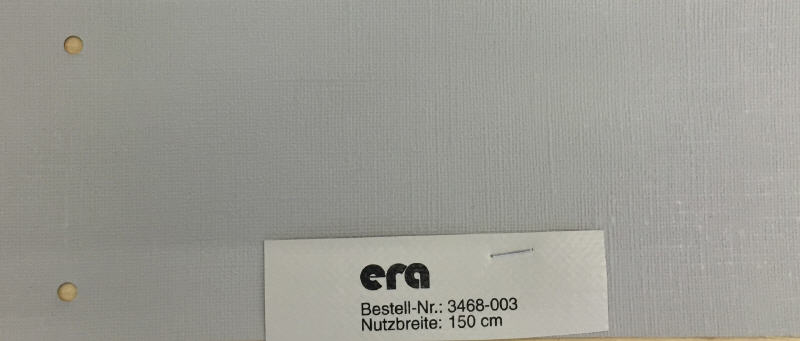 era
Bestell-Nr.: 3468-003
Nutzbreite: 150 cm